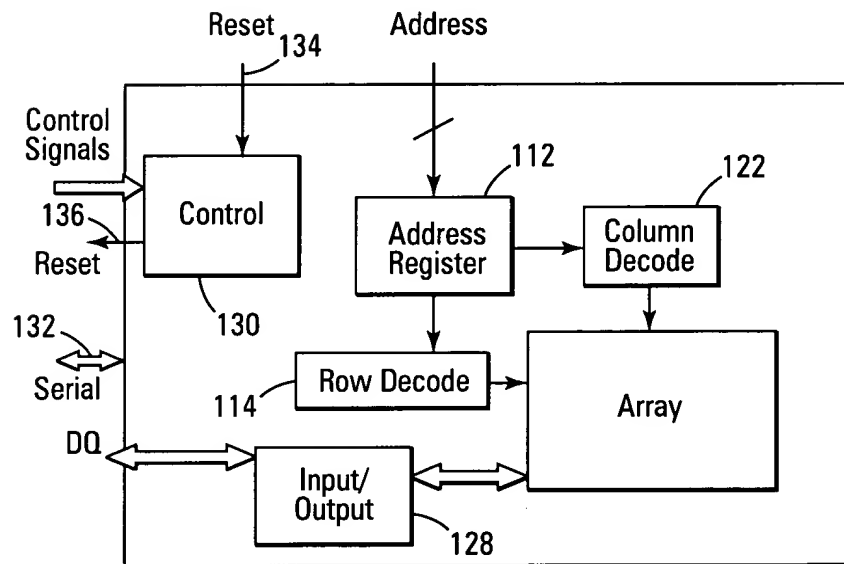 Reset
134
Address
Control
Signals
112
122
Control
136
Reset
Address
Register
Column
Decode
130
132
Serial
114
Row Decode
Array
DQ
Input/
Output
128